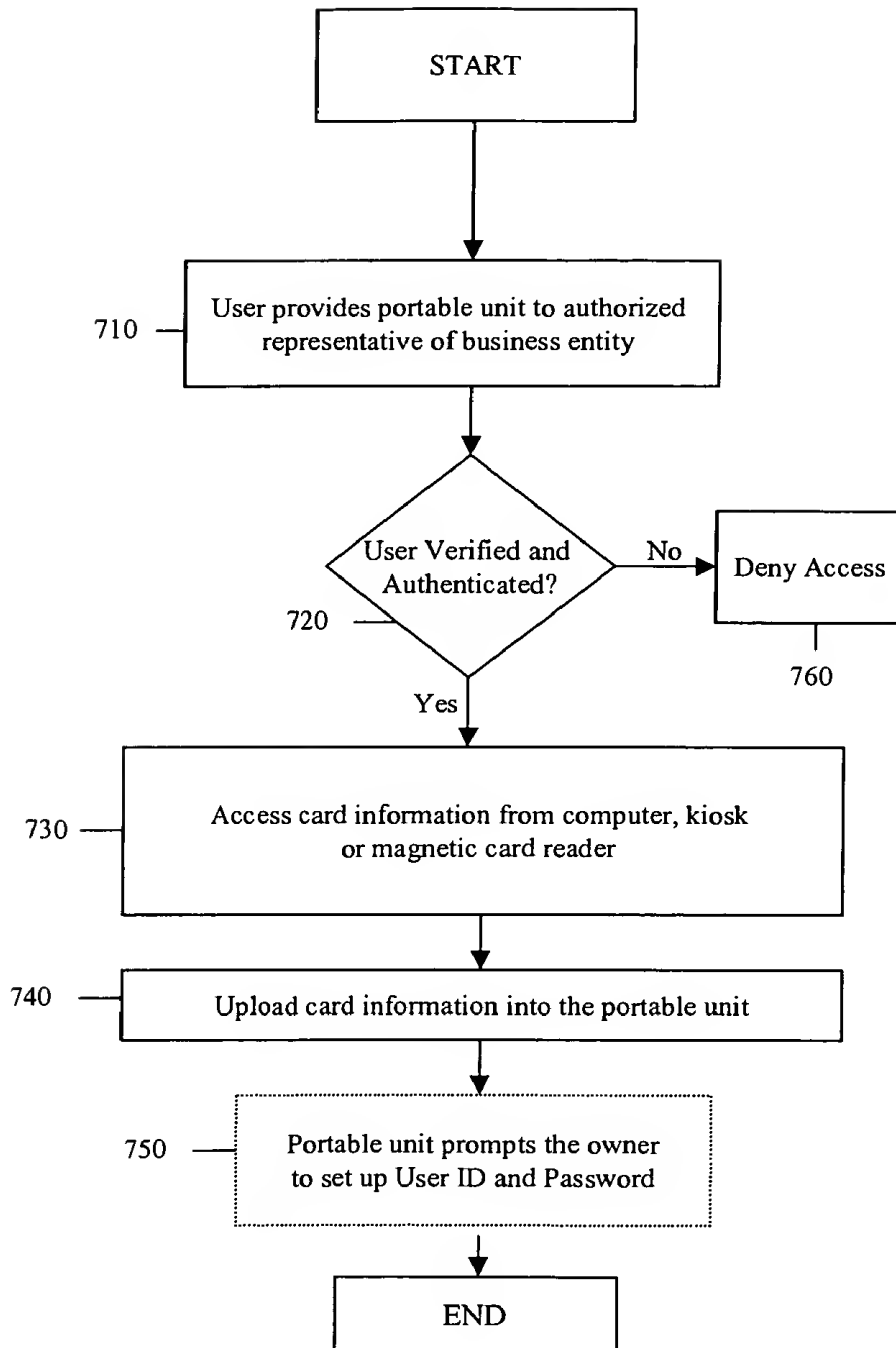 START
710
User provides portable unit to authorized
representative of business entity
User Verified and
Authenticated?
720
No
Deny Access
760
Yes
730
Access card information from computer, kiosk
or magnetic card reader
740
Upload card information into the portable unit
750
Portable unit prompts the owner
to set up User ID and Password
END